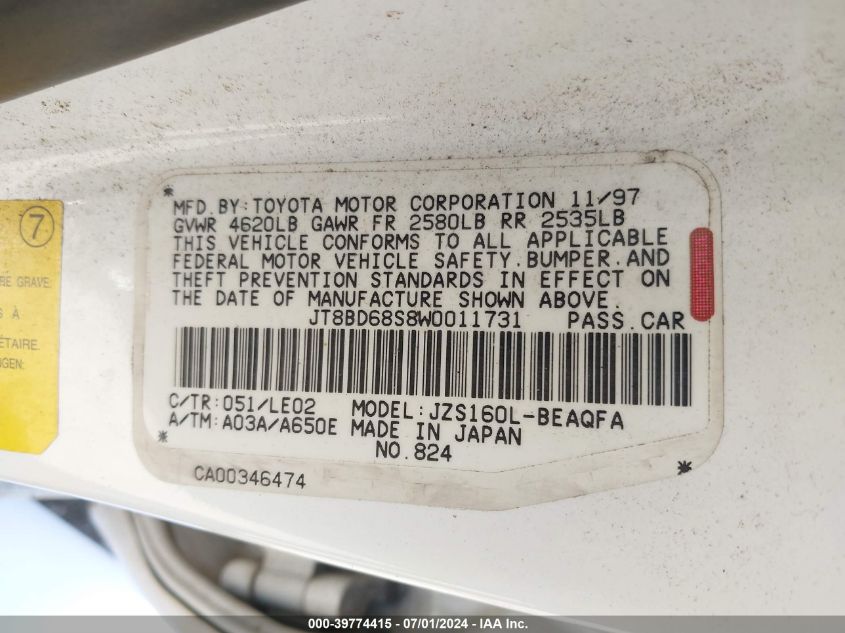 7
MFD.BY:TOYOTA MOTOR CORPORATION 11/97
GVWR 4620LB GAWR FR 2580LB RR 2535LB
THIS VEHICLE CONFORMS TO ALL APPLICABLE
FEDERAL MOTOR VEHICLE SAFETY.BUMPER.AND
THEFT PREVENTION STANDARDS IN EFFECT ON
THE DATE OF MANUFACTURE SHOWN ABOVE.
JT8BD68S8W0011731 PASS.CAR
C/TR:051/LE02 MODEL:JZS160L-BEAQFA
A/TM:A03A/A650E MADE IN JAPAN
NO.824
CA00346474
RE GRAVE
S À
ÉTAIRE.
NGEN:
000-39774415 - 07/01/2024 - IAA Inc.